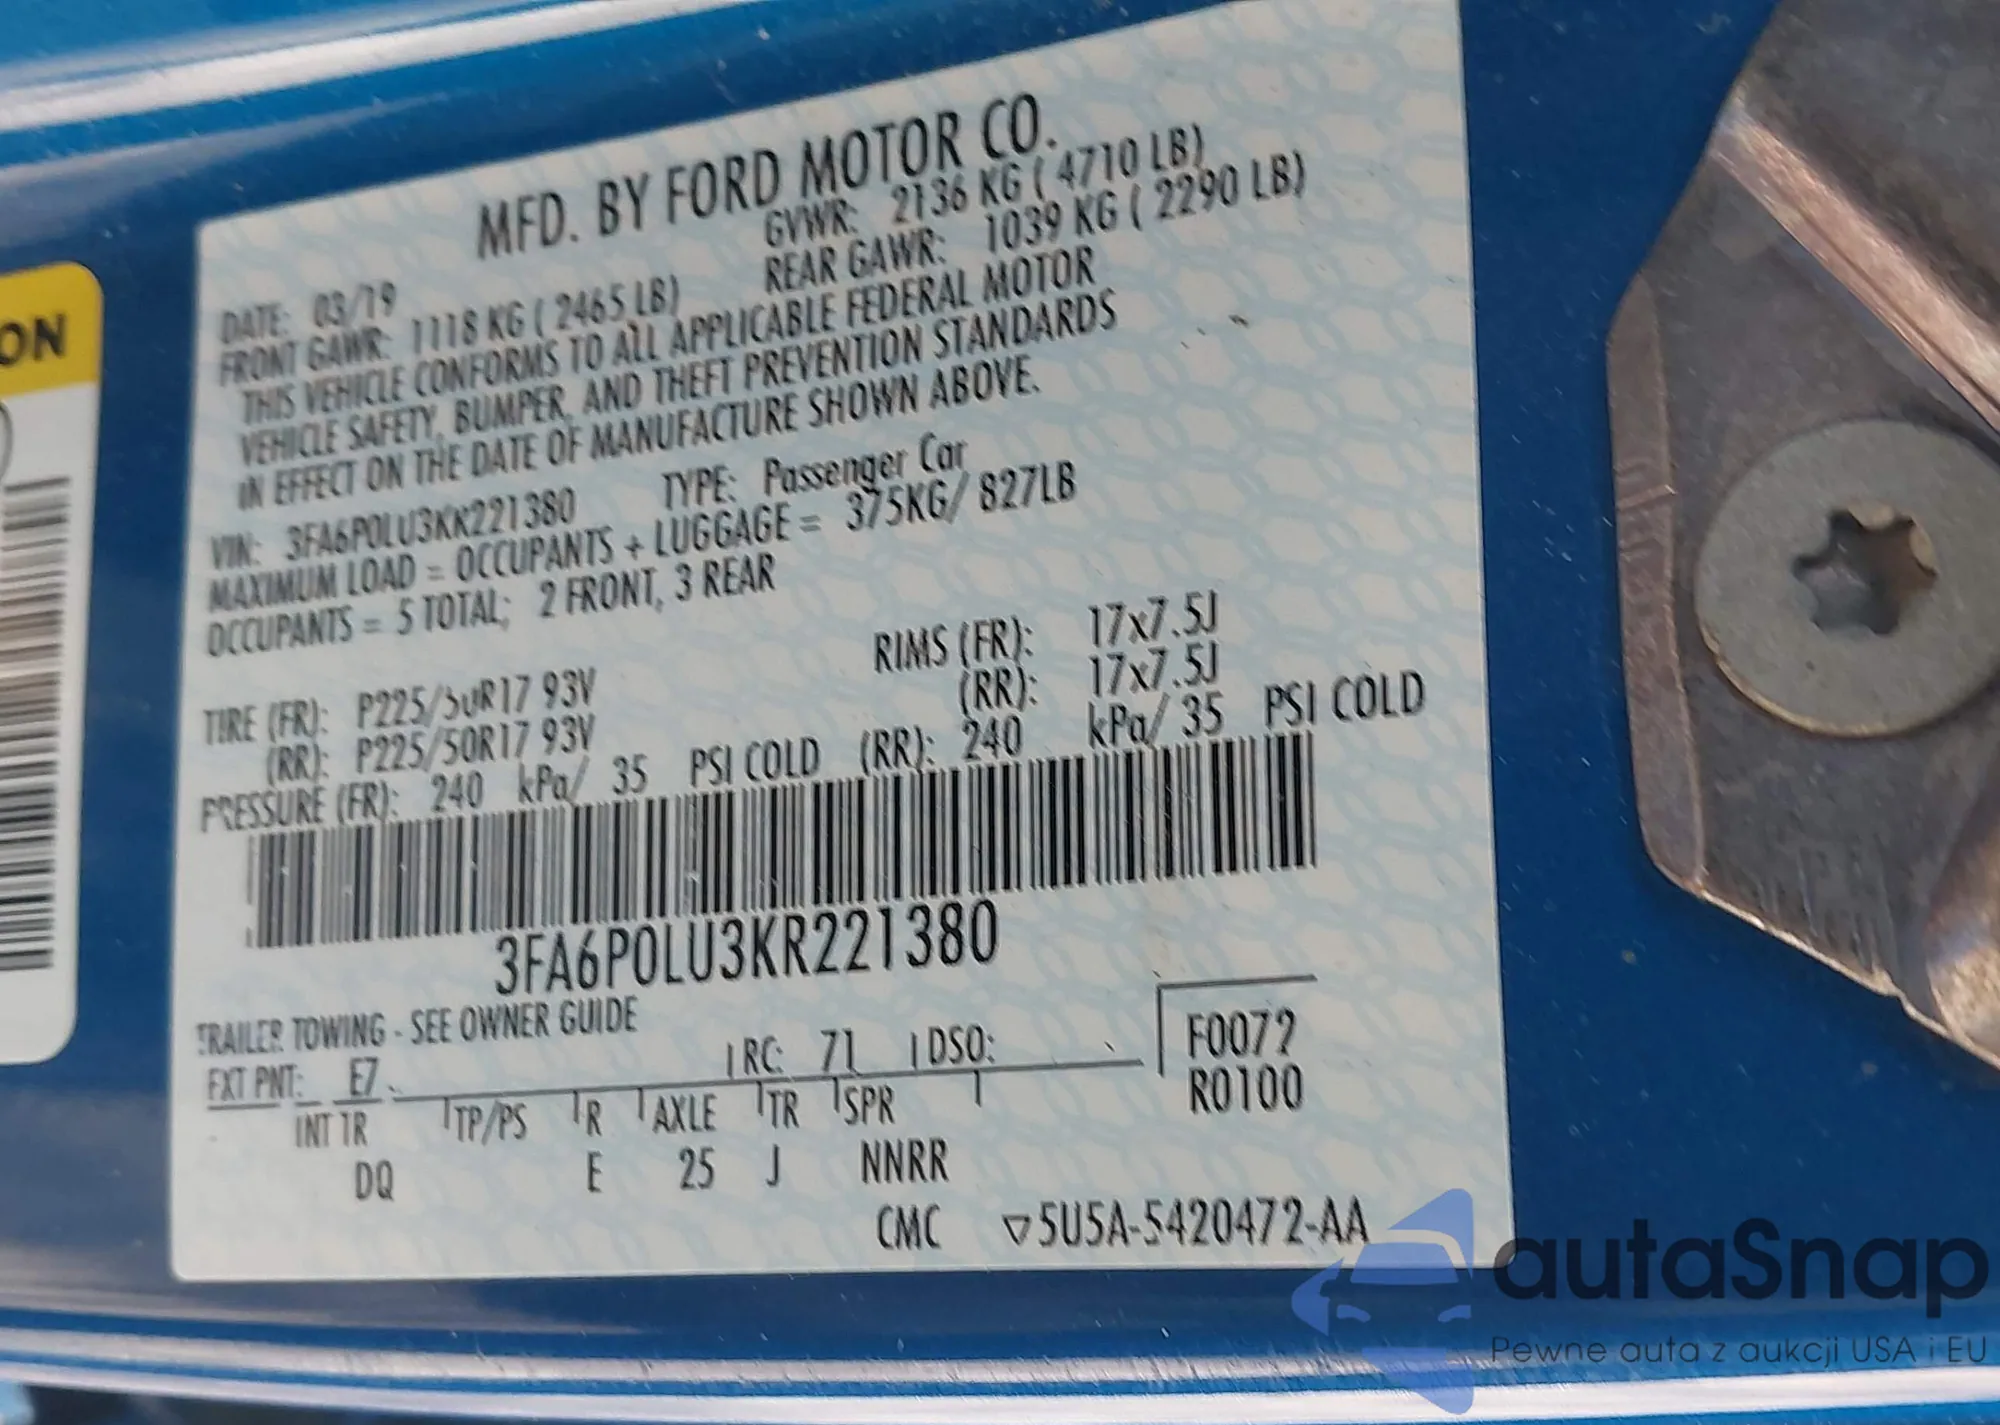 MFD. BY FORD MOTOR CO.
DATE: 03/19 GVWR: 2136 KG ( 4710 LB)
FRONT GAWR: 1118 KG ( 2465 LB) REAR GAWR: 1039 KG ( 2290 LB)
THIS VEHICLE CONFORMS TO ALL APPLICABLE FEDERAL MOTOR
VEHICLE SAFETY, BUMPER, AND THEFT PREVENTION STANDARDS
IN EFFECT ON THE DATE OF MANUFACTURE SHOWN ABOVE.
VIN: 3FA6P0LU3KR221380 TYPE: Passenger Car
MAXIMUM LOAD = OCCUPANTS + LUGGAGE = 375KG/ 827LB
OCCUPANTS = 5 TOTAL; 2 FRONT, 3 REAR
TIRE (FR): P225/50R17 93V RIMS (FR): 17x7.5J
(RR): P225/50R17 93V (RR): 17x7.5J
PRESSURE (FR): 240 kPa/ 35 PSI COLD (RR): 240 kPa/ 35 PSI COLD
3FA6P0LU3KR221380
TRAILER TOWING - SEE OWNER GUIDE
EXT PNT: E7 RC: 71 DSO: F0072
R0100
INT TR TP/PS R AXLE TR SPR
DQ E 25 J NNRR
CMC ▽5U5A-5420472-AA
ON
autaSnap
Pewne auta z aukcji USA i EU